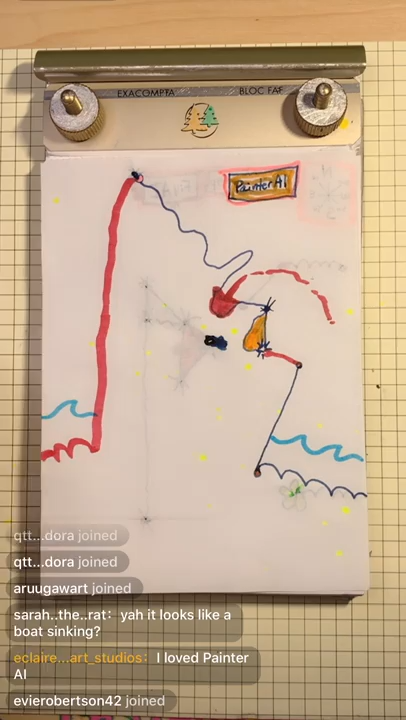 EXACOMPTA BLOC FAF
Painter AI
qtt...dora joined
qtt...dora joined
aruugawart joined
sarah..the..rat: yah it looks like a
boat sinking?
eclaire...art_studios: I loved Painter
AI
evierobertson42 joined